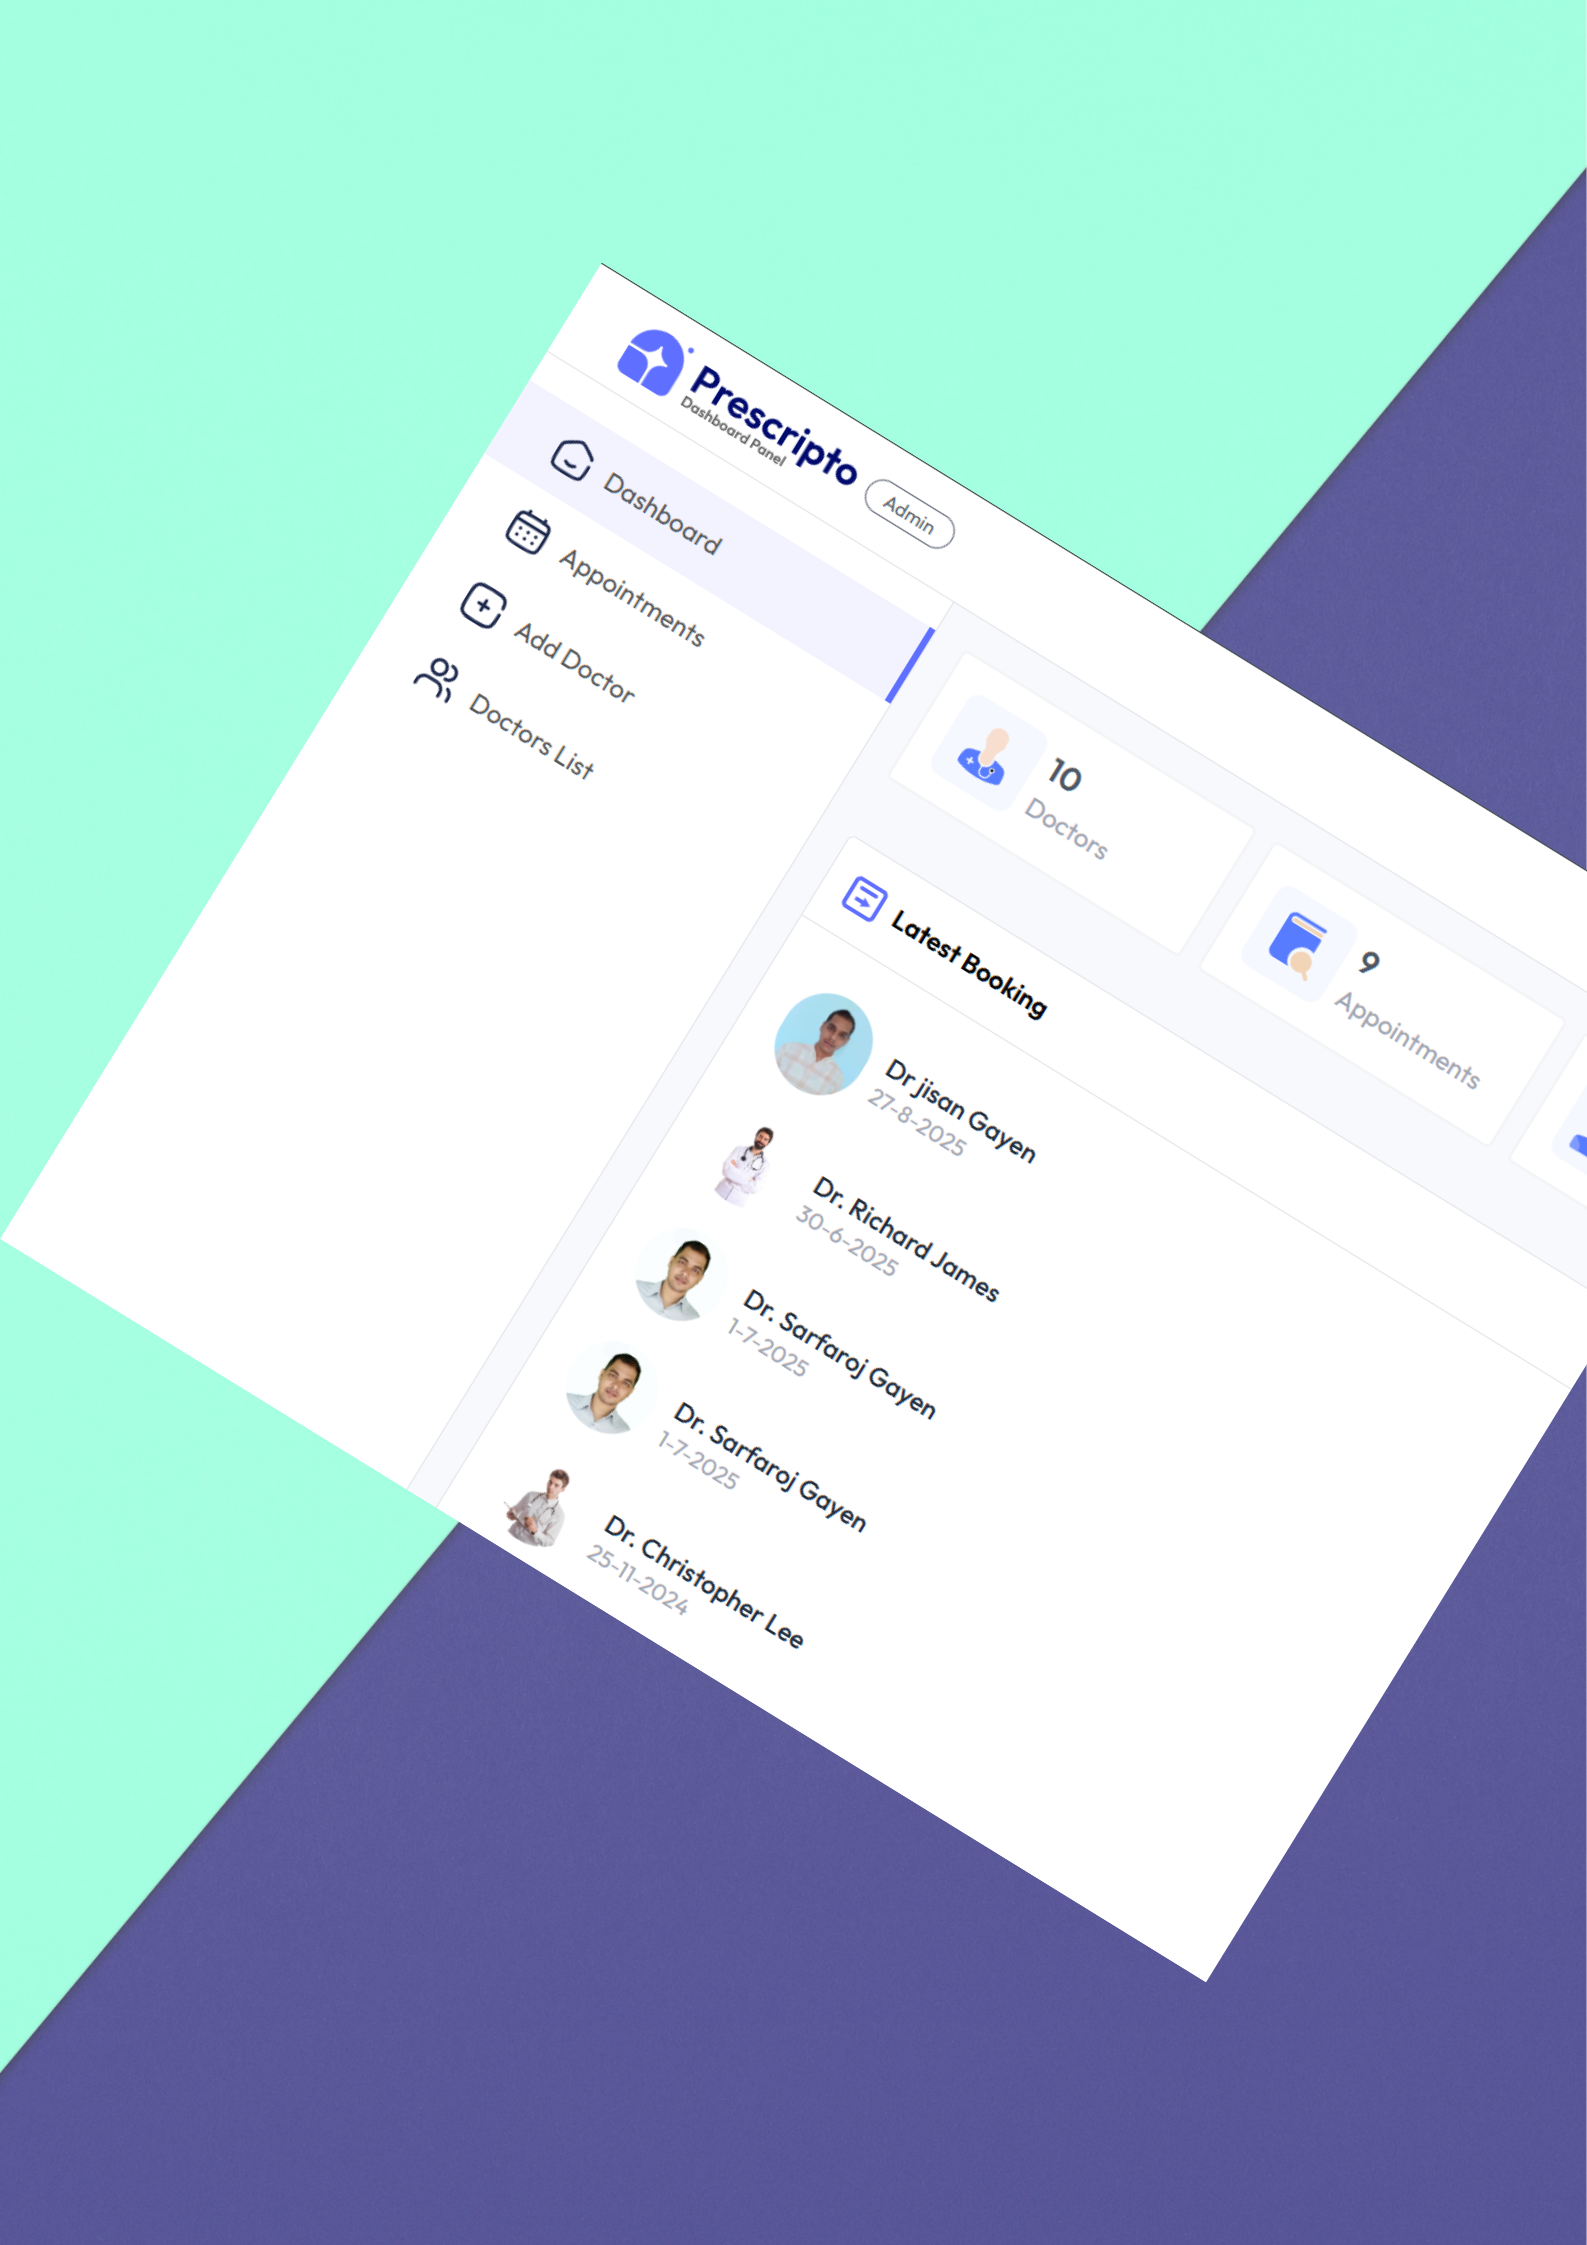 Prescripto
Dashboard Panel
Admin
Dashboard
Appointments
Add Doctor
Doctors List
10
Doctors
9
Appointments
Latest Booking
Dr jisan Gayen
27-8-2025
Dr. Richard James
30-6-2025
Dr. Sarfaroj Gayen
1-7-2025
Dr. Sarfaroj Gayen
1-7-2025
Dr. Christopher Lee
25-11-2024